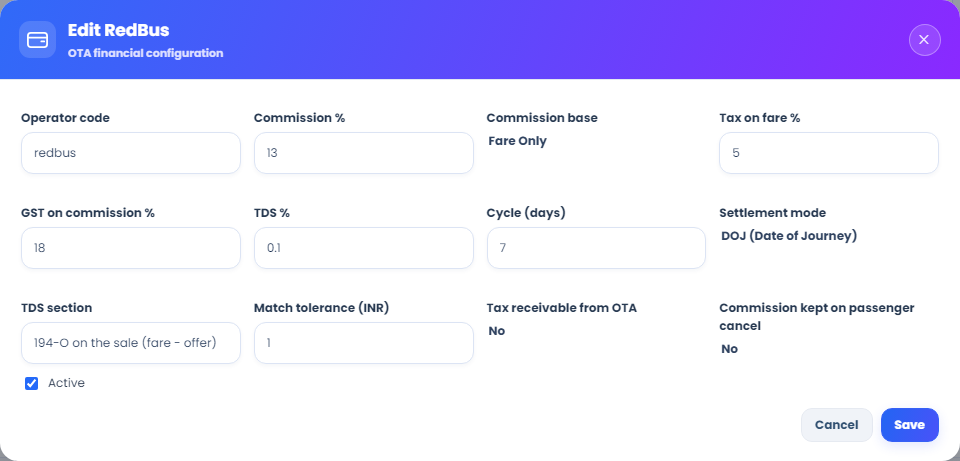 Edit RedBus
OTA financial configuration
Operator code
redbus
Commission %
13
Commission base
Fare Only
Tax on fare %
5
GST on commission %
18
TDS %
0.1
Cycle (days)
7
Settlement mode
DOJ (Date of Journey)
TDS section
194-O on the sale (fare - offer)
Match tolerance (INR)
1
Tax receivable from OTA
No
Commission kept on passenger
cancel
No
Active
Cancel
Save